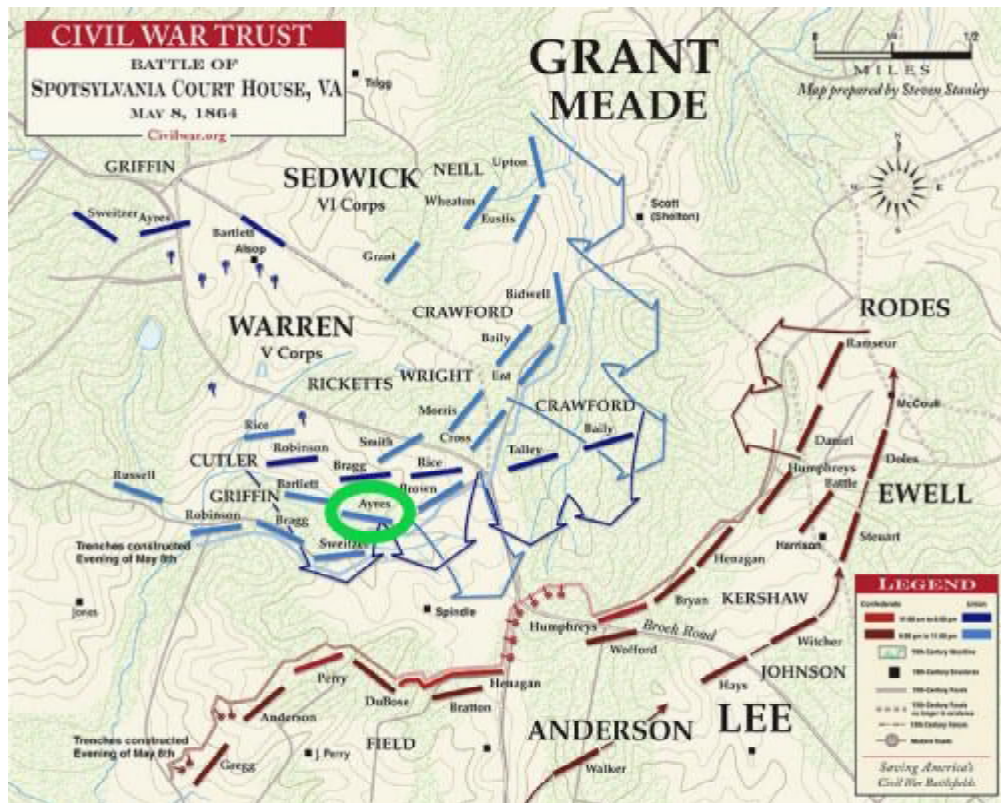 CIVIL WAR TRUST
BATTLE OF
SPOTSYLVANIA COURT HOUSE, VA
MAY 8, 1864
Civilwar.org
GRANT
MEADE
1/2
MILES
Map prepared by Steven Stanley
Trigg
GRIFFIN
SEDWICK
VI Corps
NEILL
Upton
Wheaton
Eustis
Grant
Scott
(Shelton)
Sweitzer
Ayres
Bartlett
Alsop
Bidwell
CRAWFORD
Baily
RODES
Ramseur
WARREN
V Corps
RICKETTS
WRIGHT
Ent
Morris
CRAWFORD
McCoull
Rice
Smith
Cross
Baily
Robinson
Talley
Daniel
CUTLER
Bragg
Rice
Humphreys
Doles
Russell
Bartlett
Brown
Battle
EWELL
GRIFFIN
Ayres
Robinson
Bragg
Harrison
Steuart
Trenches constructed
Evening of May 8th
Sweitzer
Henagan
LEGEND
Confederate
Union
Jones
Spindle
Bryan
KERSHAW
Humphreys
Brock Road
Wofford
Witcher
JOHNSON
Perry
Henagan
Hays
DuBose
Bratton
Anderson
ANDERSON
LEE
Trenches constructed
Evening of May 8th
FIELD
J. Perry
Gregg
Walker
Saving America's
Civil War Battlefields